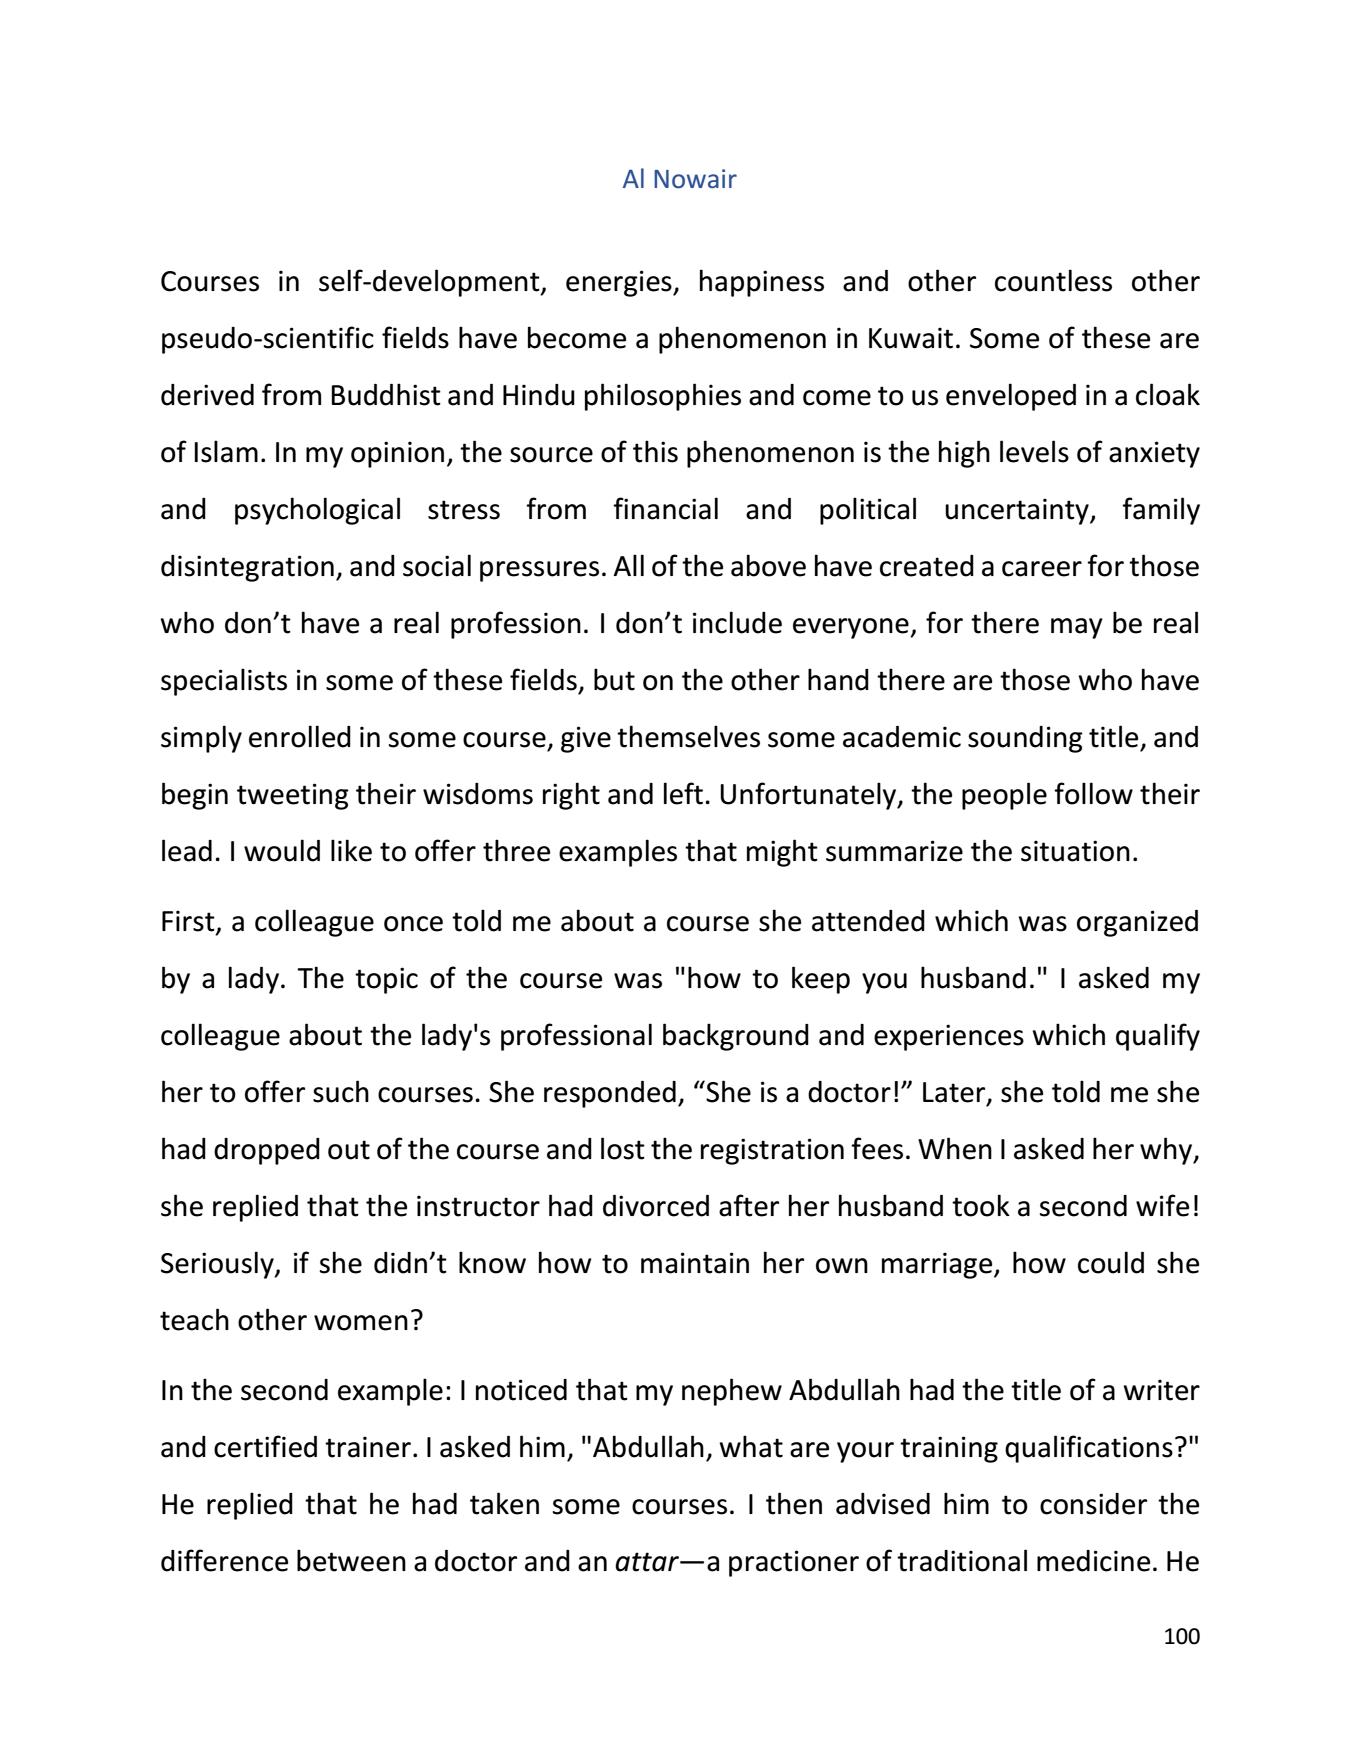 Al Nowair
Courses in self-development, energies, happiness and other countless other
pseudo-scientific fields have become a phenomenon in Kuwait. Some of these are
derived from Buddhist and Hindu philosophies and come to us enveloped in a cloak
of Islam. In my opinion, the source of this phenomenon is the high levels of anxiety
and psychological stress from financial and political uncertainty, family
disintegration, and social pressures. All of the above have created a career for those
who don’t have a real profession. I don’t include everyone, for there may be real
specialists in some of these fields, but on the other hand there are those who have
simply enrolled in some course, give themselves some academic sounding title, and
begin tweeting their wisdoms right and left. Unfortunately, the people follow their
lead. I would like to offer three examples that might summarize the situation.
First, a colleague once told me about a course she attended which was organized
by a lady. The topic of the course was "how to keep you husband." I asked my
colleague about the lady's professional background and experiences which qualify
her to offer such courses. She responded, “She is a doctor!” Later, she told me she
had dropped out of the course and lost the registration fees. When I asked her why,
she replied that the instructor had divorced after her husband took a second wife!
Seriously, if she didn’t know how to maintain her own marriage, how could she
teach other women?
In the second example: I noticed that my nephew Abdullah had the title of a writer
and certified trainer. I asked him, "Abdullah, what are your training qualifications?"
He replied that he had taken some courses. I then advised him to consider the
difference between a doctor and an attar—a practioner of traditional medicine. He
100